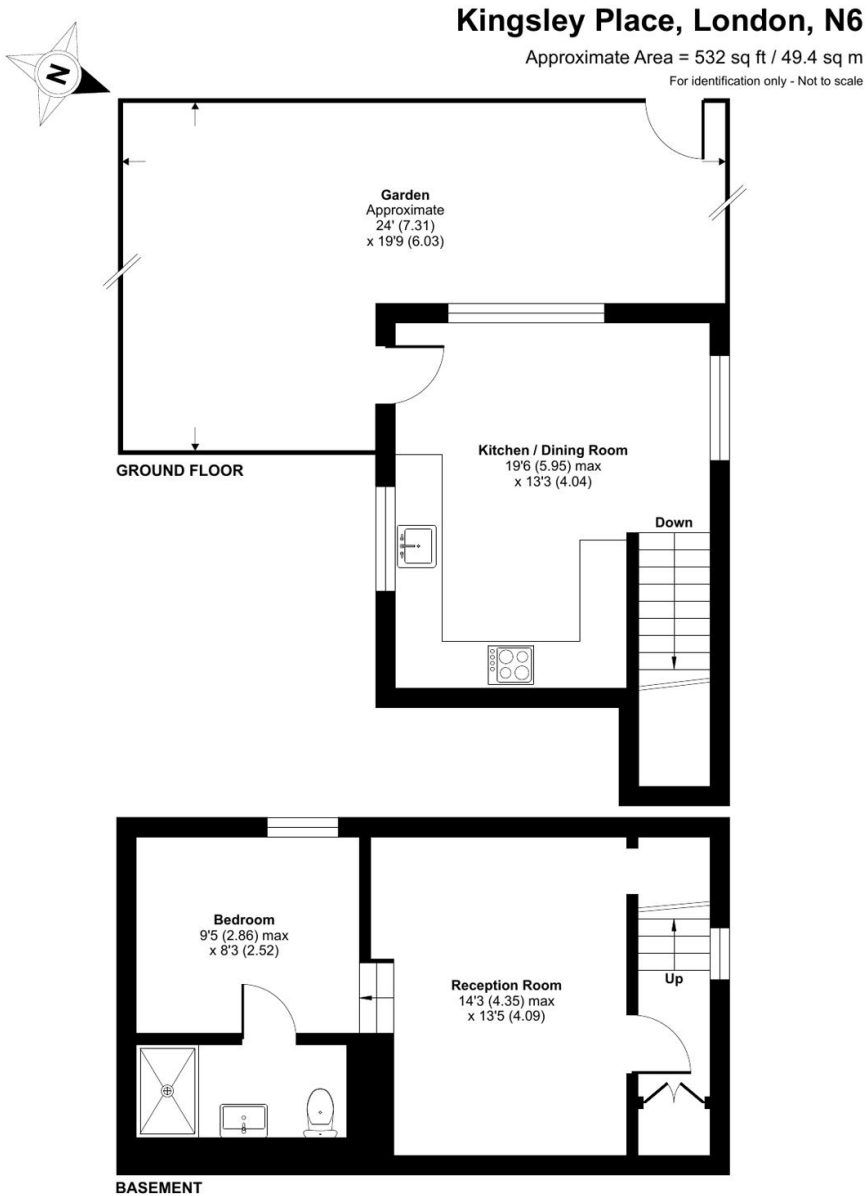 Kingsley Place, London, N6
Approximate Area = 532 sq ft / 49.4 sq m
For identification only - Not to scale
N
Garden
Approximate
24' (7.31)
x 19'9 (6.03)
GROUND FLOOR
Kitchen / Dining Room
19'6 (5.95) max
x 13'3 (4.04)
Down
Bedroom
9'5 (2.86) max
x 8'3 (2.52)
Reception Room
14'3 (4.35) max
x 13'5 (4.09)
Up
BASEMENT